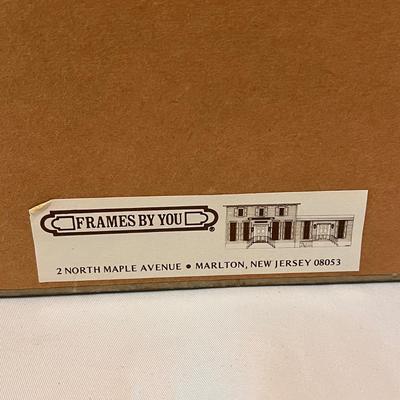 FRAMES BY YOU ®
2 NORTH MAPLE AVENUE • MARLTON, NEW JERSEY 08053